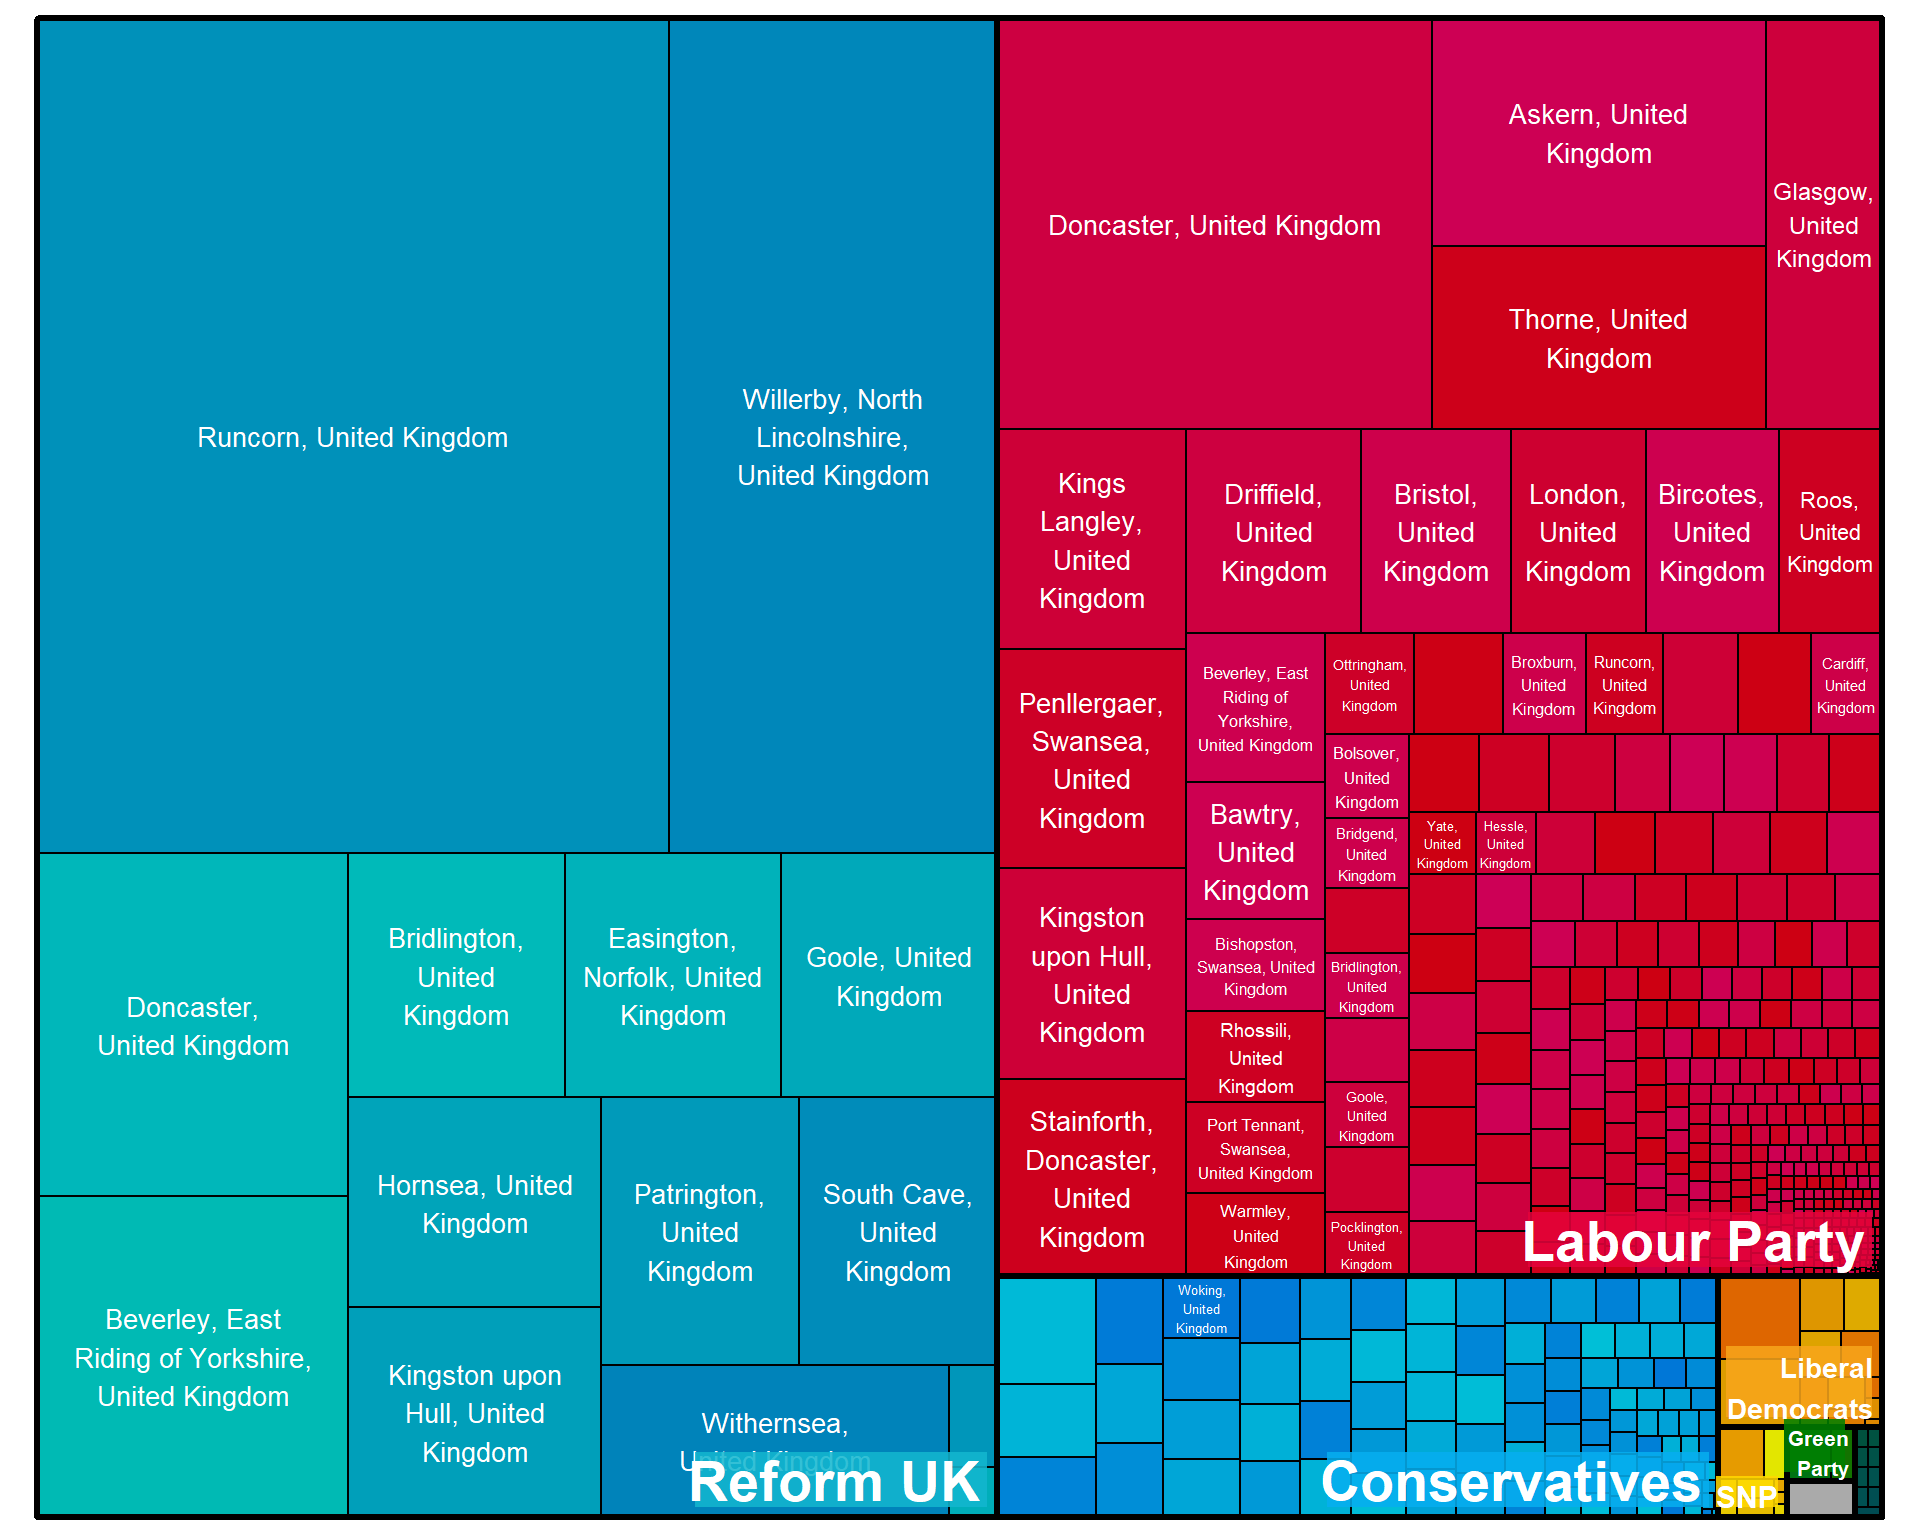 Runcorn, United Kingdom
Willerby, North
Lincolnshire,
United Kingdom
Doncaster,
United Kingdom
Bridlington,
United
Kingdom
Easington,
Norfolk, United
Kingdom
Goole, United
Kingdom
Beverley, East
Riding of Yorkshire,
United Kingdom
Hornsea, United
Kingdom
Patrington,
United
Kingdom
South Cave,
United
Kingdom
Kingston upon
Hull, United
Kingdom
Withernsea,
United Kingdom
Reform UK
Doncaster, United Kingdom
Askern, United
Kingdom
Thorne, United
Kingdom
Glasgow,
United
Kingdom
Kings
Langley,
United
Kingdom
Driffield,
United
Kingdom
Bristol,
United
Kingdom
London,
United
Kingdom
Bircotes,
United
Kingdom
Roos,
United
Kingdom
Penllergaer,
Swansea,
United
Kingdom
Beverley, East
Riding of
Yorkshire,
United Kingdom
Ottringham,
United
Kingdom
Broxburn,
United
Kingdom
Runcorn,
United
Kingdom
Cardiff,
United
Kingdom
Bolsover,
United
Kingdom
Bawtry,
United
Kingdom
Bridgend,
United
Kingdom
Yate,
United
Kingdom
Hessle,
United
Kingdom
Kingston
upon Hull,
United
Kingdom
Bishopston,
Swansea, United
Kingdom
Bridlington,
United
Kingdom
Rhossili,
United
Kingdom
Stainforth,
Doncaster,
United
Kingdom
Port Tennant,
Swansea,
United Kingdom
Goole,
United
Kingdom
Warmley,
United
Kingdom
Pocklington,
United
Kingdom
Labour Party
Woking,
United
Kingdom
Conservatives
Liberal
Democrats
Green
Party
SNP